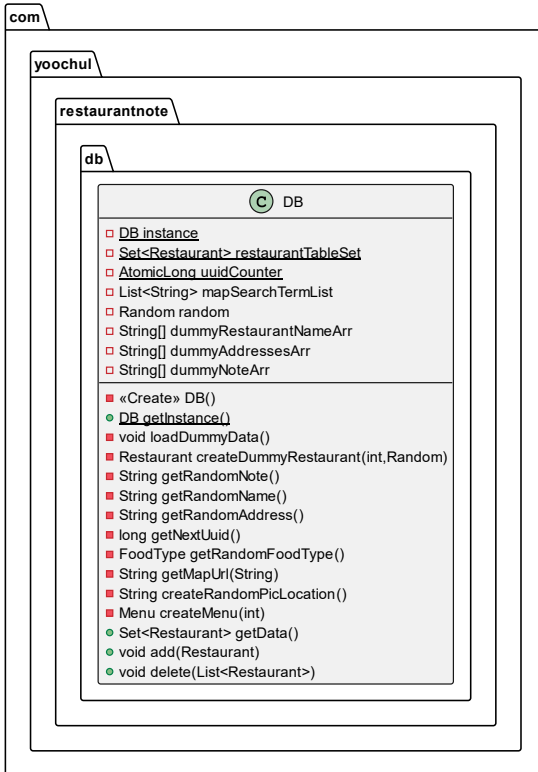 com
yoochul
restaurantnote
db
C DB
DB instance
Set<Restaurant> restaurantTableSet
AtomicLong uuidCounter
List<String> mapSearchTermList
Random random
String[] dummyRestaurantNameArr
String[] dummyAddressesArr
String[] dummyNoteArr
«Create» DB()
DB getInstance()
void loadDummyData()
Restaurant createDummyRestaurant(int,Random)
String getRandomNote()
String getRandomName()
String getRandomAddress()
long getNextUuid()
FoodType getRandomFoodType()
String getMapUrl(String)
String createRandomPicLocation()
Menu createMenu(int)
Set<Restaurant> getData()
void add(Restaurant)
void delete(List<Restaurant>)